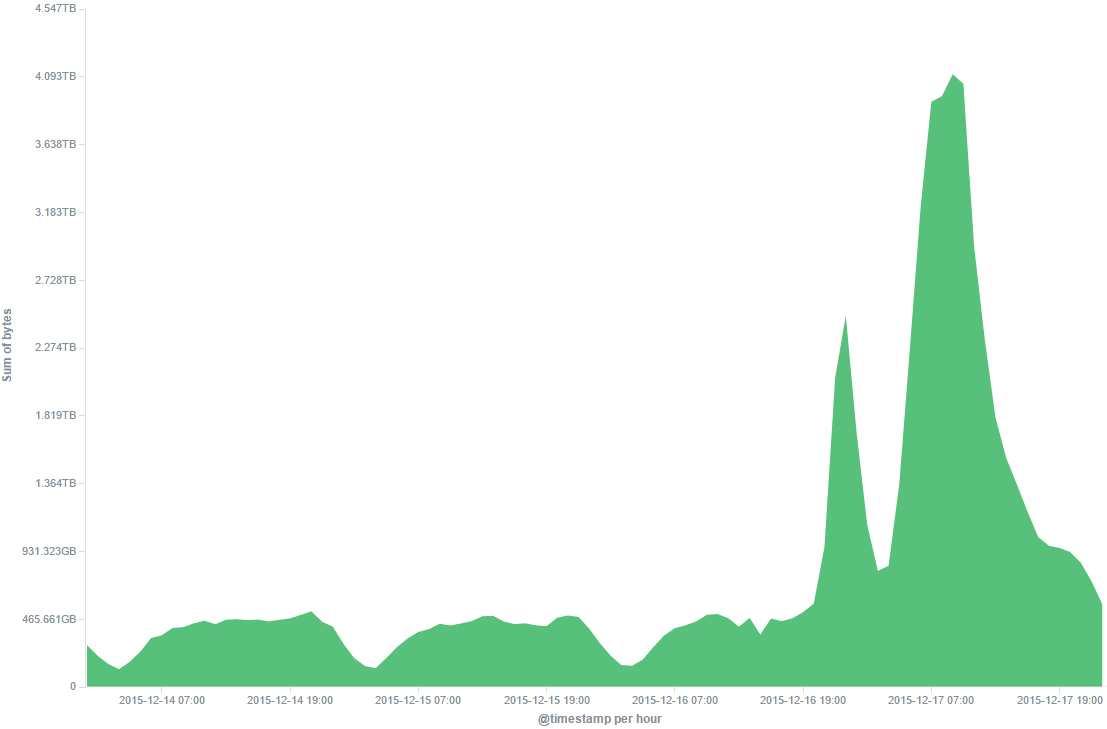 4.547TB
4.093TB
3.638TB
3.183TB
2.728TB
2.274TB
1.819TB
1.364TB
931.323GB
465.661GB
0
Sum of bytes
2015-12-14 07:00 2015-12-14 19:00 2015-12-15 07:00 2015-12-15 19:00 2015-12-16 07:00 2015-12-16 19:00 2015-12-17 07:00 2015-12-17 19:00
@timestamp per hour